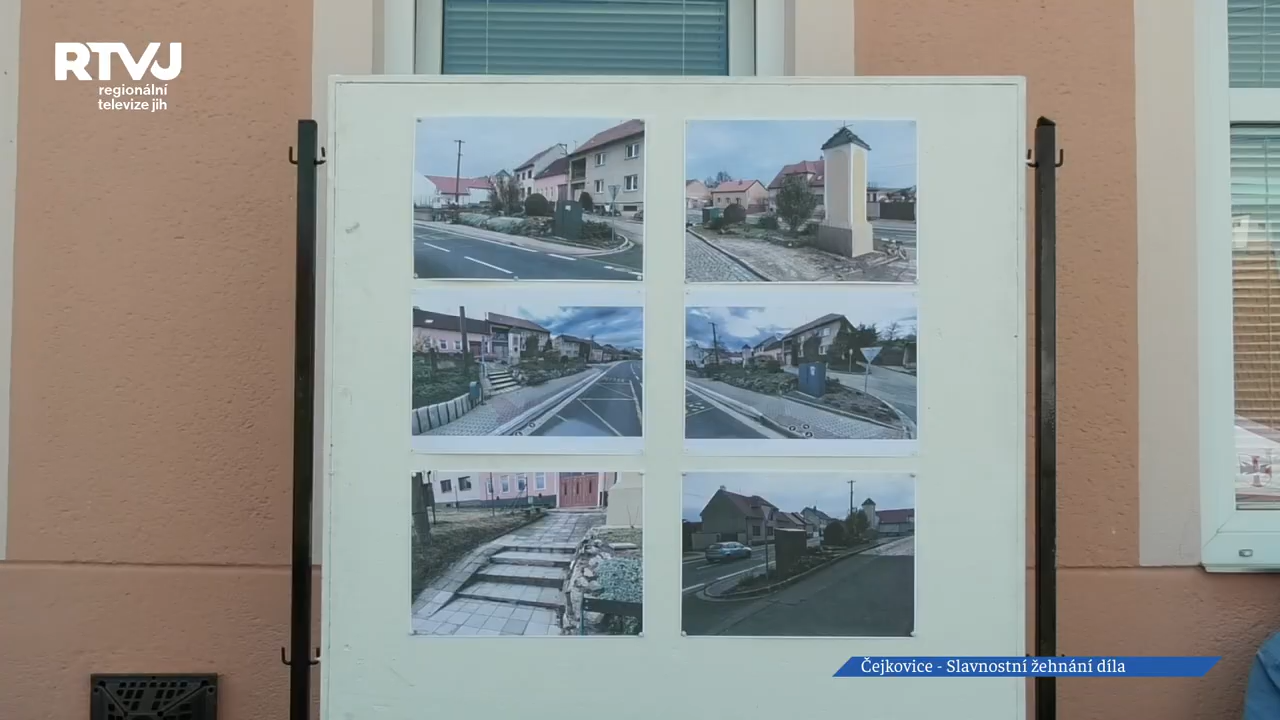 RTVJ
regionální
televize jih
Čejkovice - Slavnostní žehnání díla